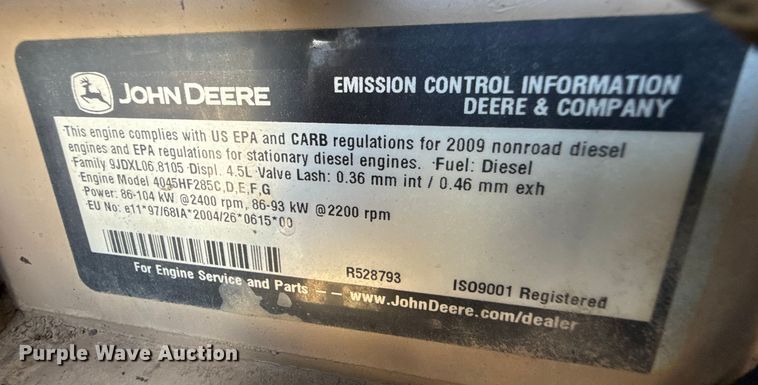 JOHN DEERE
EMISSION CONTROL INFORMATION
DEERE & COMPANY
·This engine complies with US EPA and CARB regulations for 2009 nonroad diesel
engines and EPA regulations for stationary diesel engines. ·Fuel: Diesel
·Family 9JDXL06.8105 ·Displ. 4.5L ·Valve Lash: 0.36 mm int / 0.46 mm exh
·Engine Model 4045HF285C,D,E,F,G
·Power: 86-104 kW @2400 rpm, 86-93 kW @2200 rpm
·EU No: e11*97/68IA*2004/26*0615*00
R528793
ISO9001 Registered
For Engine Service and Parts – – www.JohnDeere.com/dealer
Purple Wave Auction